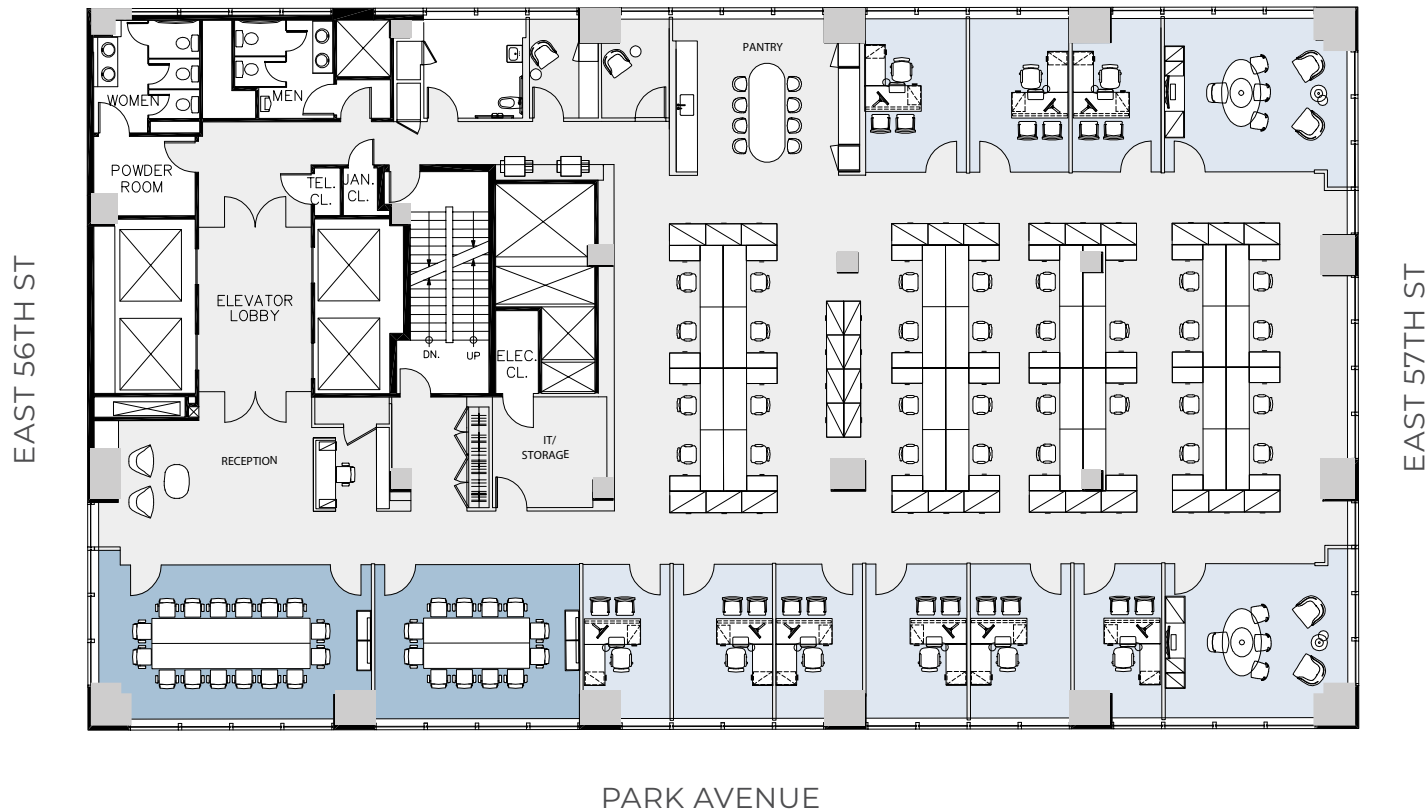 PANTRY
WOMEN
MEN
POWDER
ROOM
TEL.
CL.
JAN.
CL.
EAST 56TH ST
EAST 57TH ST
ELEVATOR
LOBBY
DN.
UP
ELEC.
CL.
RECEPTION
IT/
STORAGE
PARK AVENUE